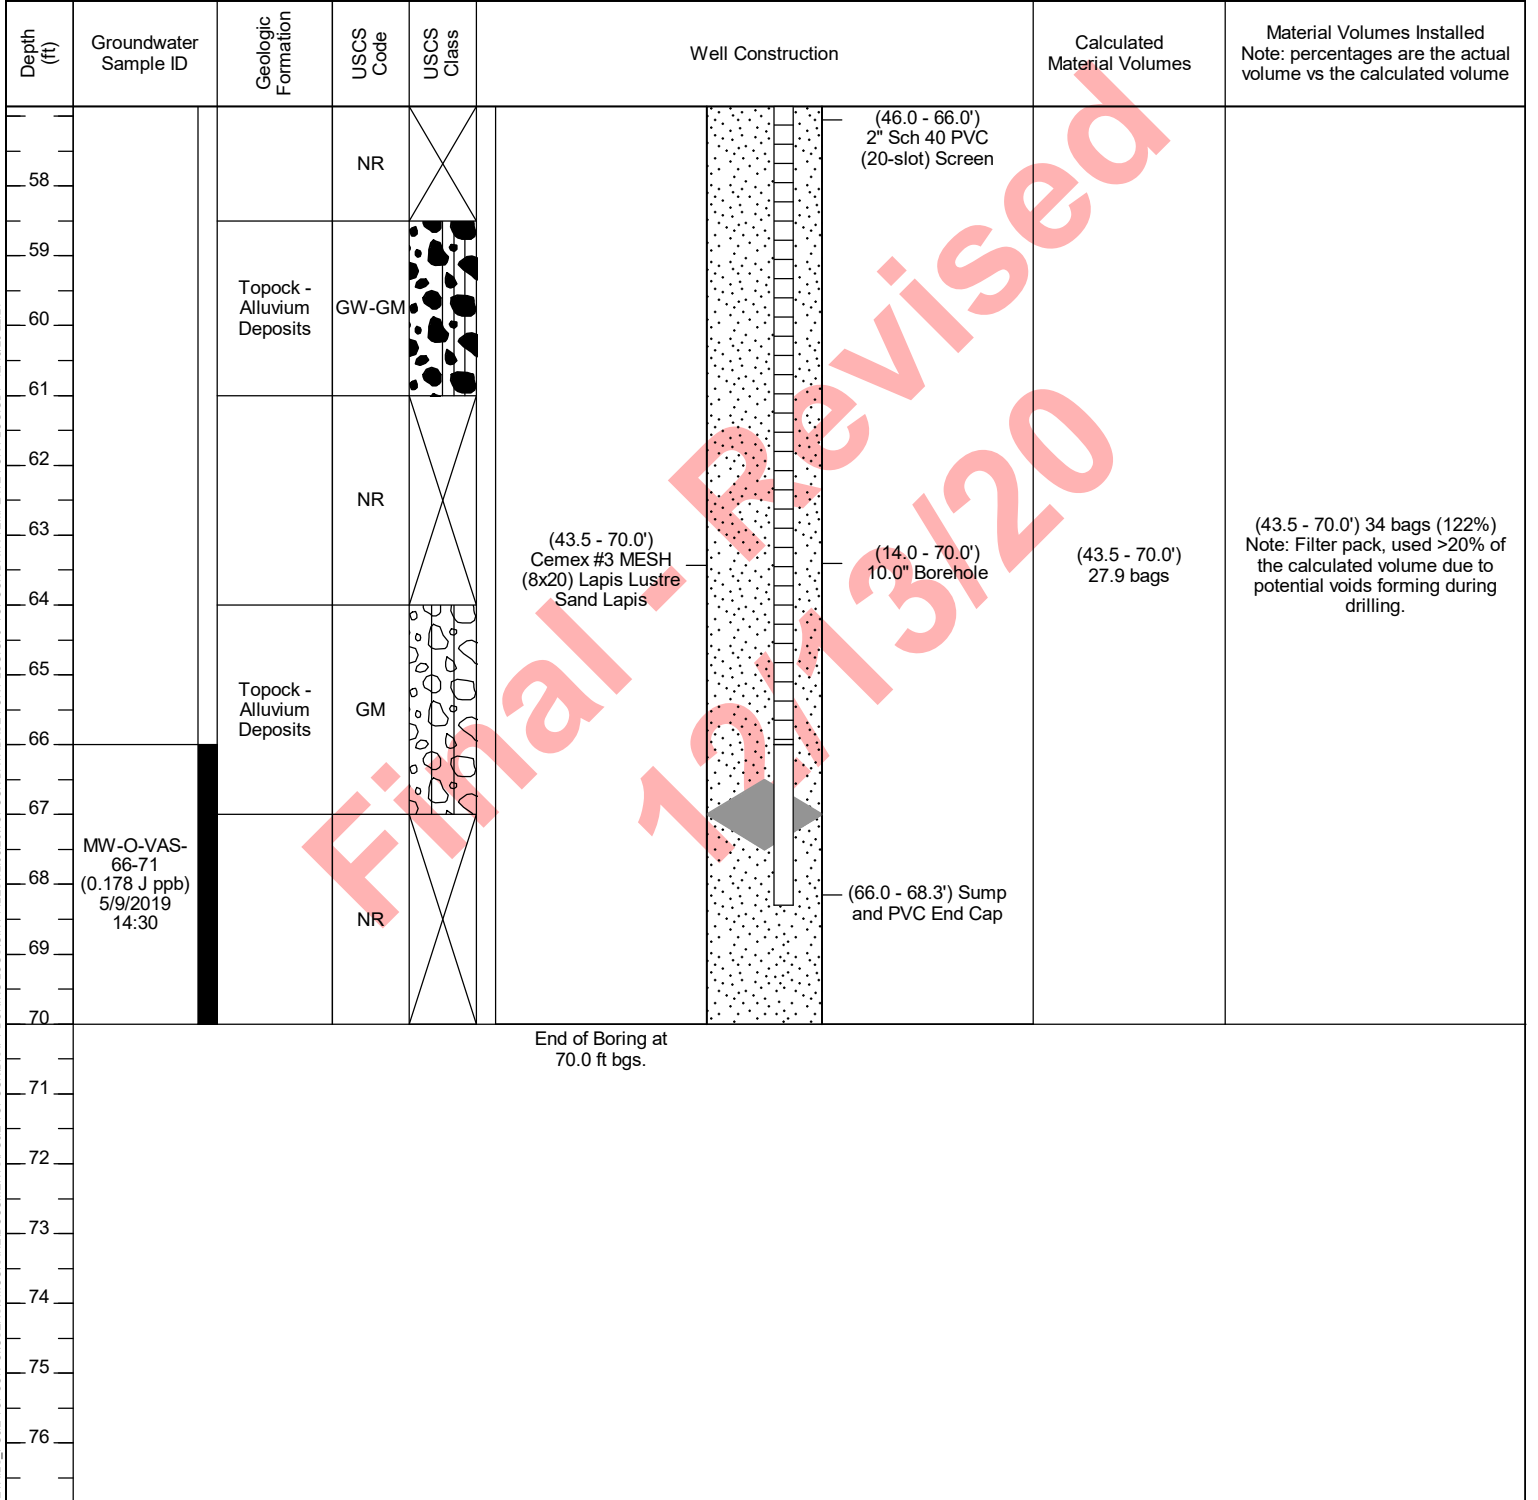 Depth
(ft)
Groundwater
Sample ID
Geologic
Formation
USCS
Code
USCS
Class
Well Construction
Calculated
Material Volumes
Material Volumes Installed
Note: percentages are the actual
volume vs the calculated volume
58
59
60
61
62
63
64
65
66
67
68
69
70
71
72
73
74
75
76
MW-O-VAS-
66-71
(0.178 J ppb)
5/9/2019
14:30
Topock -
Alluvium
Deposits
Topock -
Alluvium
Deposits
NR
GW-GM
NR
GM
NR
(43.5 - 70.0')
Cemex #3 MESH
(8x20) Lapis Lustre
Sand Lapis
(46.0 - 66.0')
2" Sch 40 PVC
(20-slot) Screen
(14.0 - 70.0')
10.0" Borehole
(66.0 - 68.3') Sump
and PVC End Cap
(43.5 - 70.0')
27.9 bags
(43.5 - 70.0') 34 bags (122%)
Note: Filter pack, used >20% of
the calculated volume due to
potential voids forming during
drilling.
End of Boring at
70.0 ft bgs.
Final - Revised
12/13/20